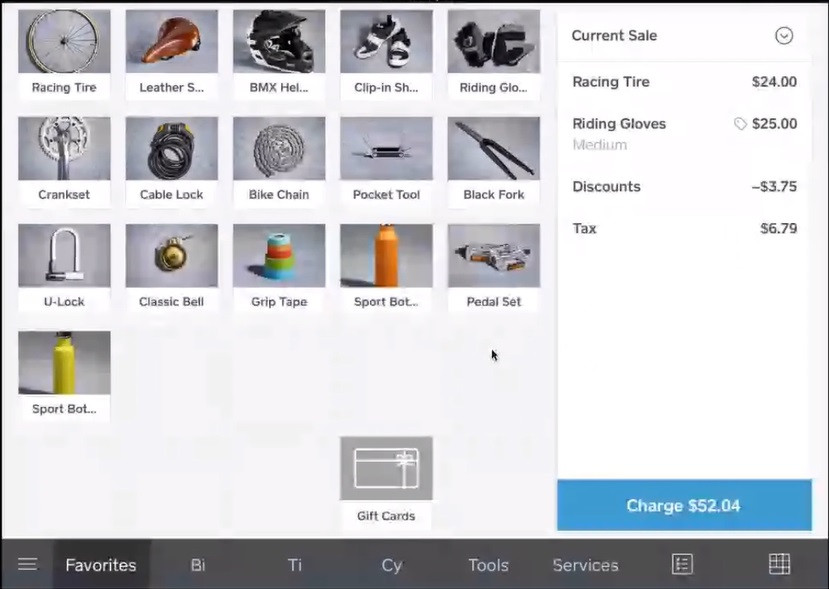 Racing Tire
Leather S...
BMX Hel...
Clip-in Sh...
Riding Glo...
Crankset
Cable Lock
Bike Chain
Pocket Tool
Black Fork
U-Lock
Classic Bell
Grip Tape
Sport Bot...
Pedal Set
Sport Bot...
Gift Cards
Current Sale
Racing Tire $24.00
Riding Gloves $25.00
Medium
Discounts –$3.75
Tax $6.79
Charge $52.04
Favorites Bi Ti Cy Tools Services